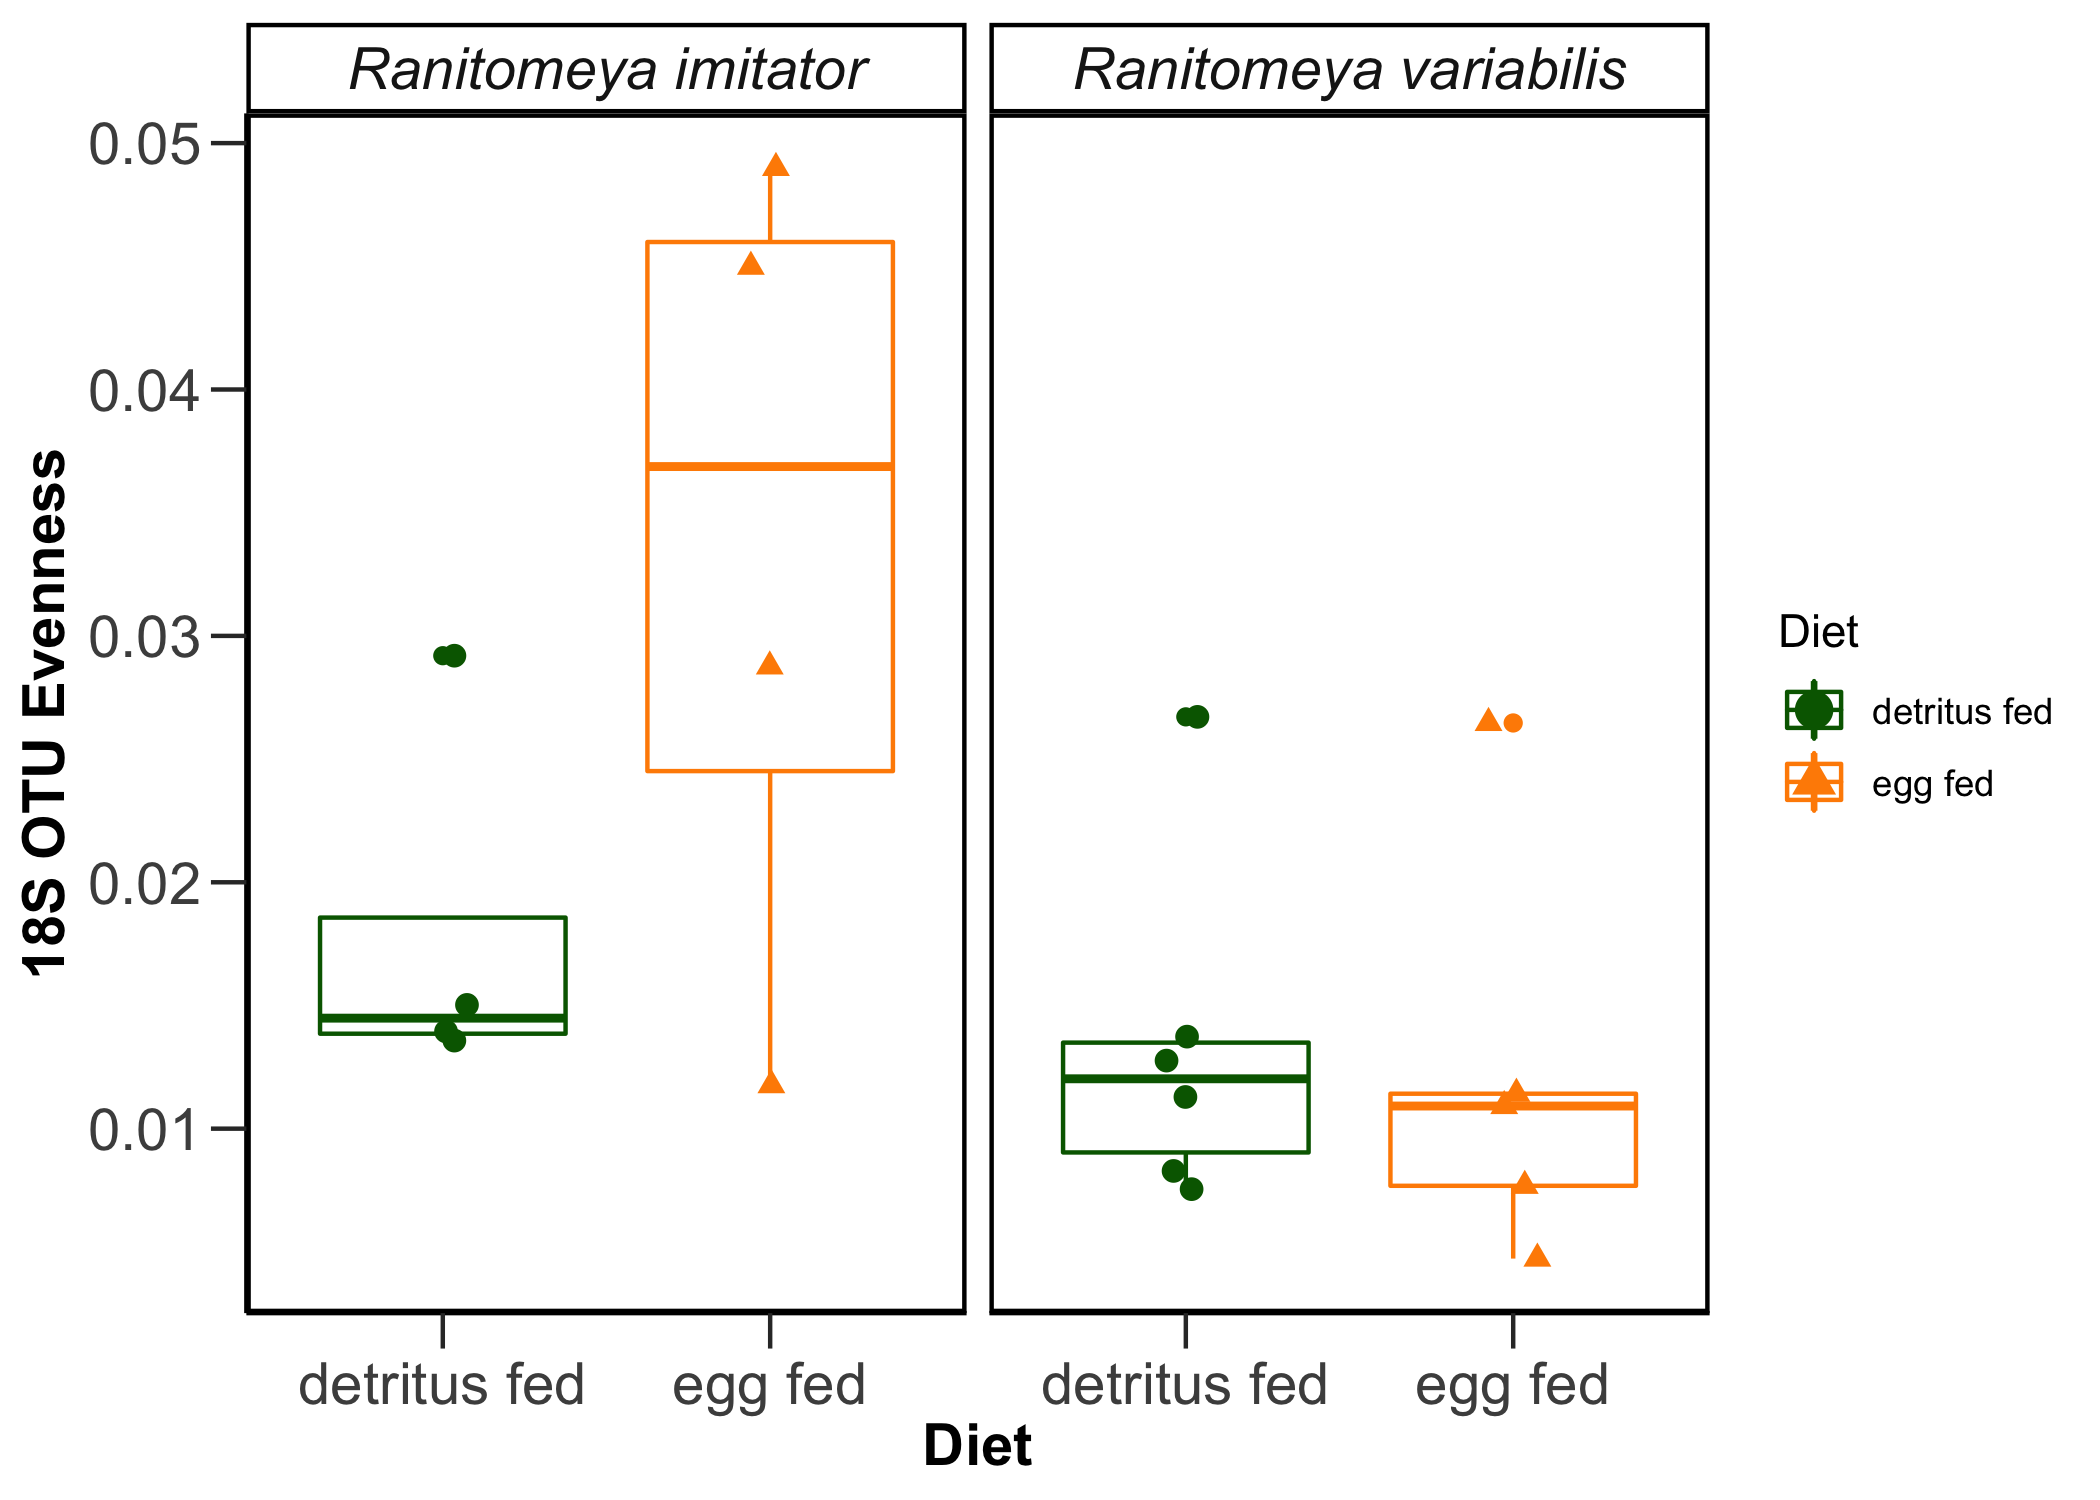 Ranitomeya imitator
Ranitomeya variabilis
0.05
0.04
0.03
0.02
0.01
18S OTU Evenness
detritus fed
egg fed
detritus fed
egg fed
Diet
Diet
detritus fed
egg fed